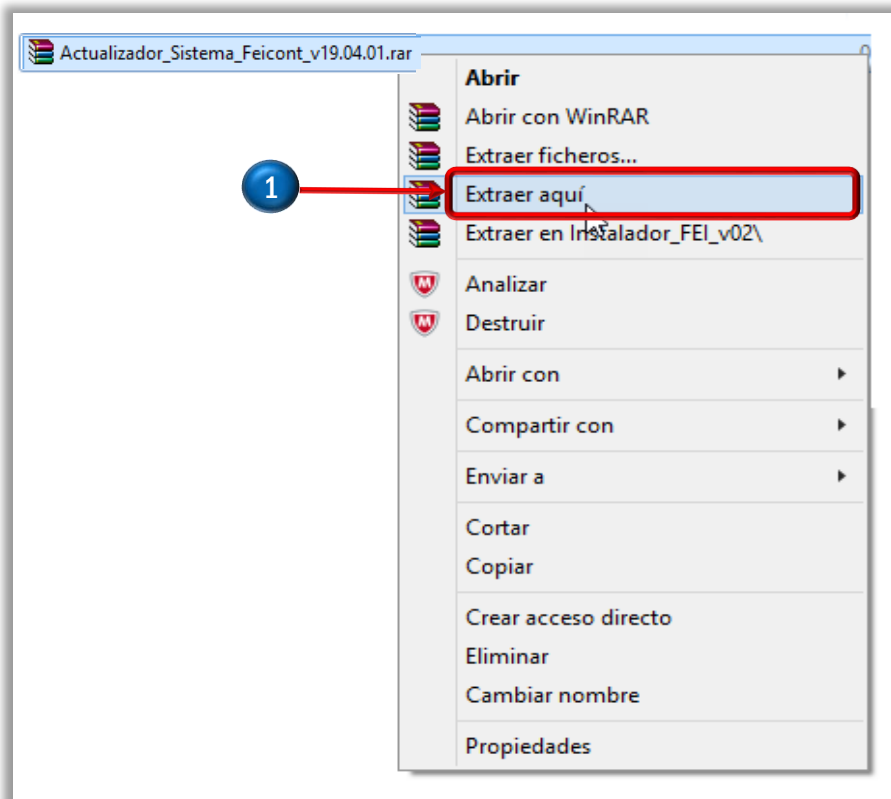 Actualizador_Sistema_Feicont_v19.04.01.rar
Abrir
Abrir con WinRAR
Extraer ficheros...
1
Extraer aquí
Extraer en Instalador_FEI_v02\
Analizar
Destruir
Abrir con
Compartir con
Enviar a
Cortar
Copiar
Crear acceso directo
Eliminar
Cambiar nombre
Propiedades